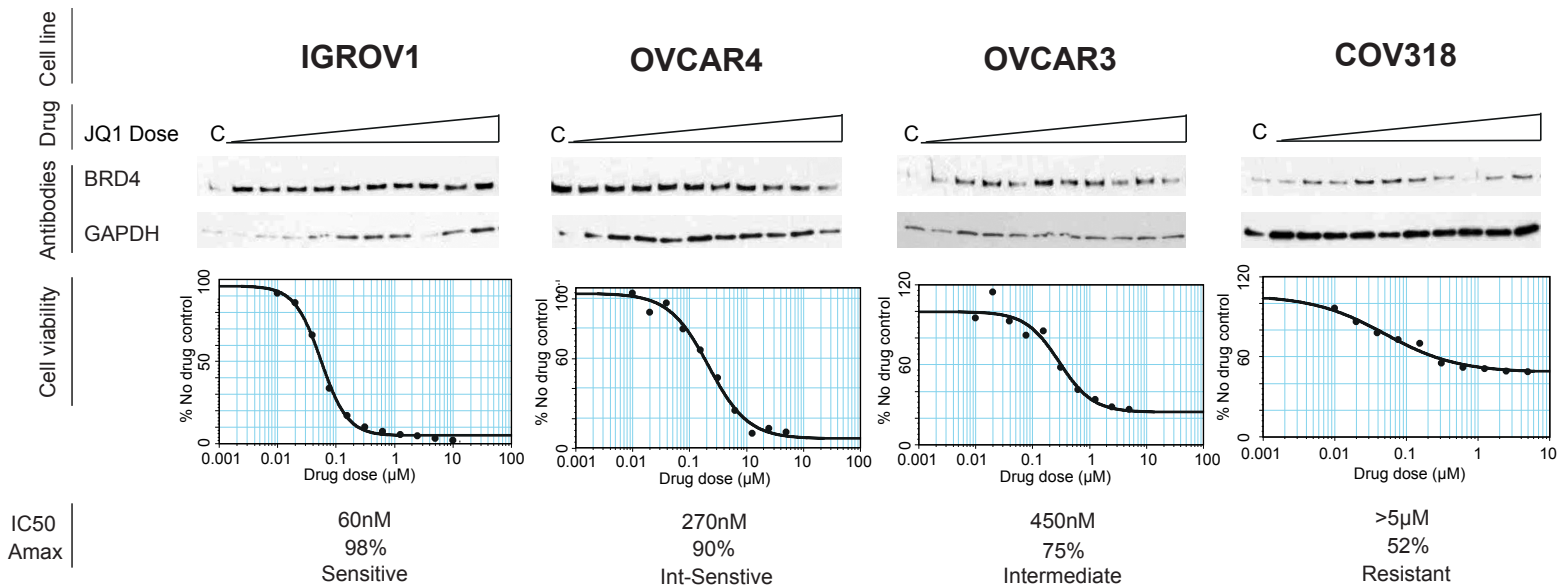 Cell line
IGROV1 OVCAR4 OVCAR3 COV318
Drug
JQ1 Dose C C C C
Antibodies
BRD4
GAPDH
Cell viability
% No drug control
100
50
0
0.001 0.01 0.1 1 10 100
Drug dose (µM)
% No drug control
100
60
0
0.001 0.01 0.1 1 10 100
Drug dose (µM)
% No drug control
120
60
0
0.001 0.01 0.1 1 10 100
Drug dose (µM)
% No drug control
120
60
0
0.001 0.01 0.1 1 10
Drug dose (µM)
IC50 60nM 270nM 450nM >5µM
Amax 98% 90% 75% 52%
Sensitive Int-Senstive Intermediate Resistant